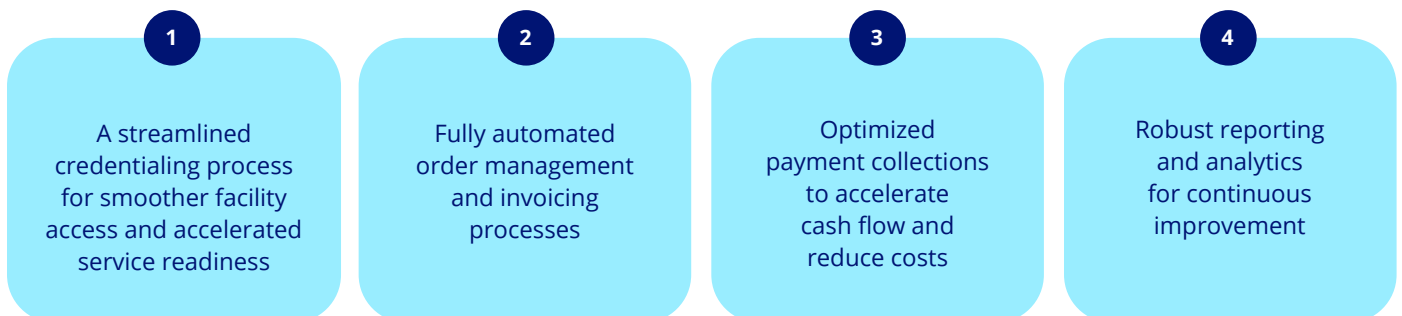 1
A streamlined
credentialing process
for smoother facility
access and accelerated
service readiness
2
Fully automated
order management
and invoicing
processes
3
Optimized
payment collections
to accelerate
cash flow and
reduce costs
4
Robust reporting
and analytics
for continuous
improvement